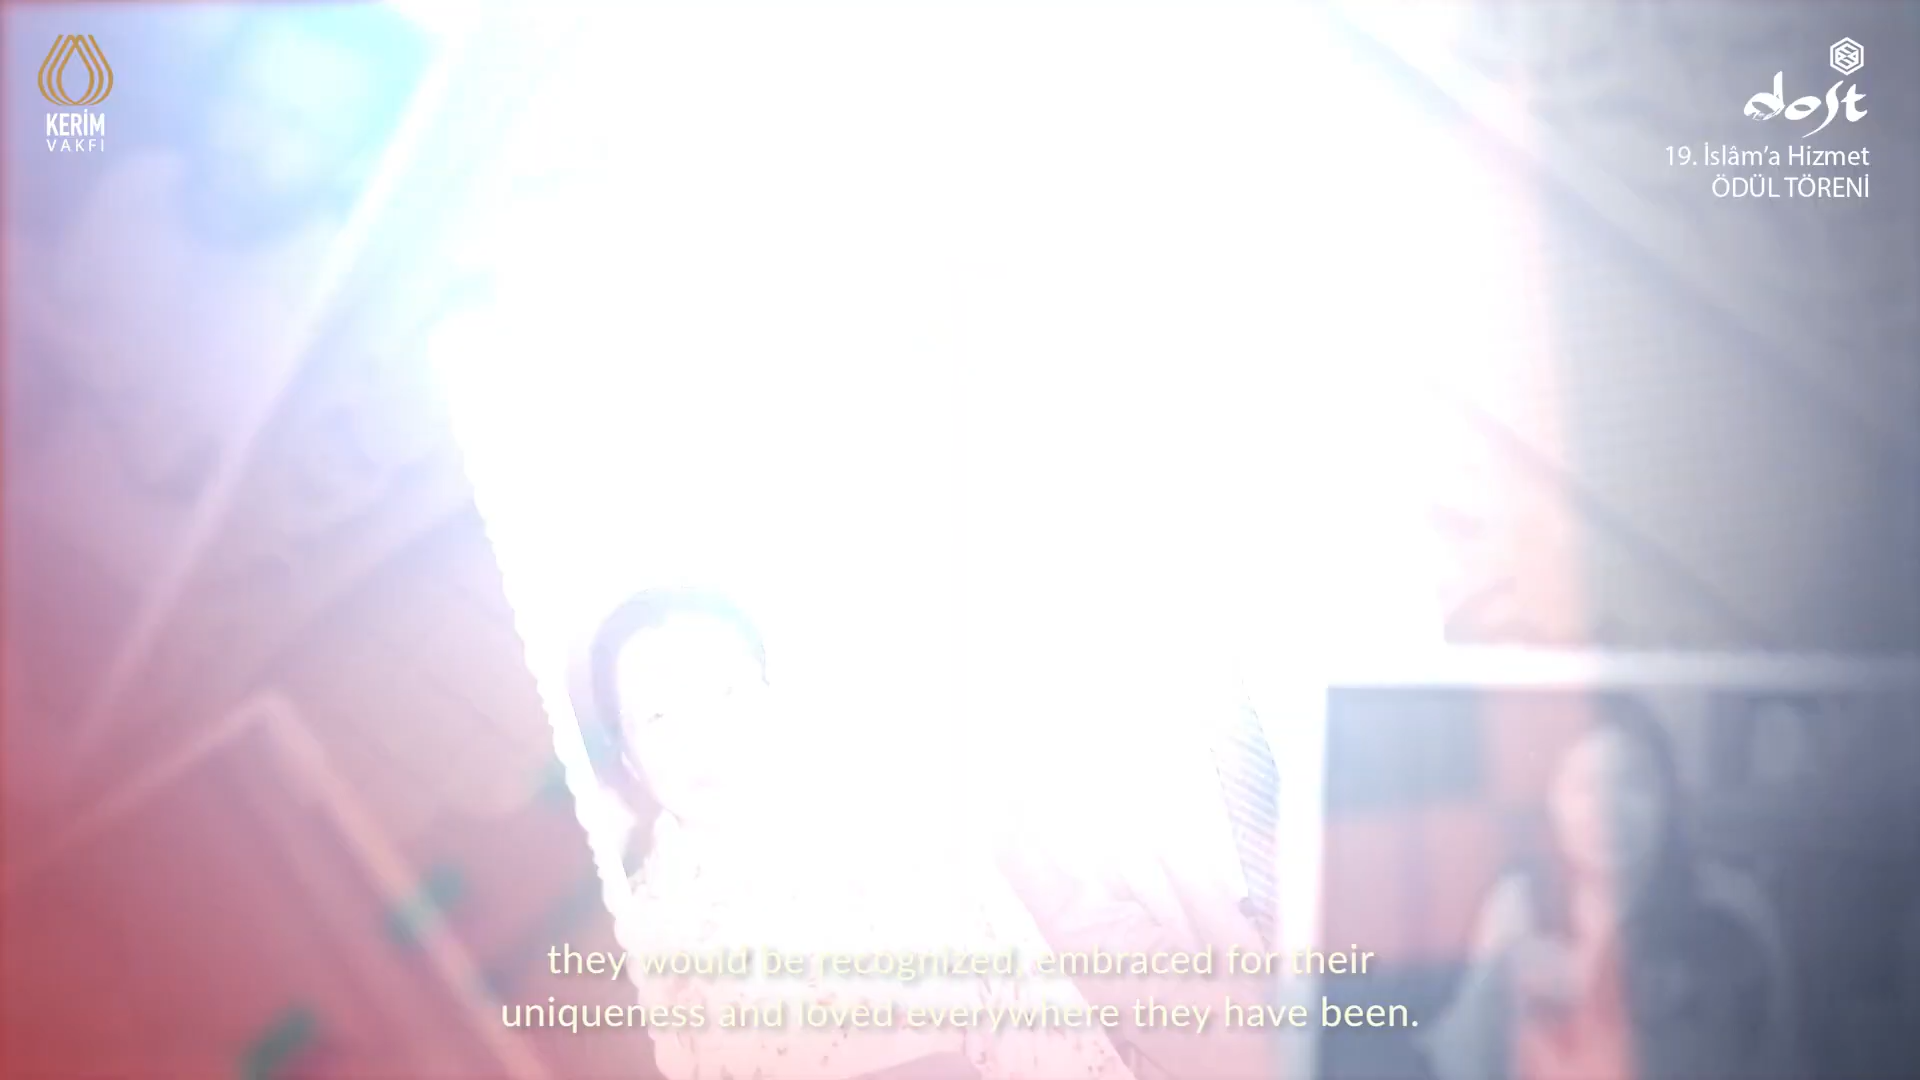 KERİM
VAKFI
dost
19. İslâm'a Hizmet
ÖDÜL TÖRENİ
they would be recognized, embraced for their
uniqueness and loved everywhere they have been.